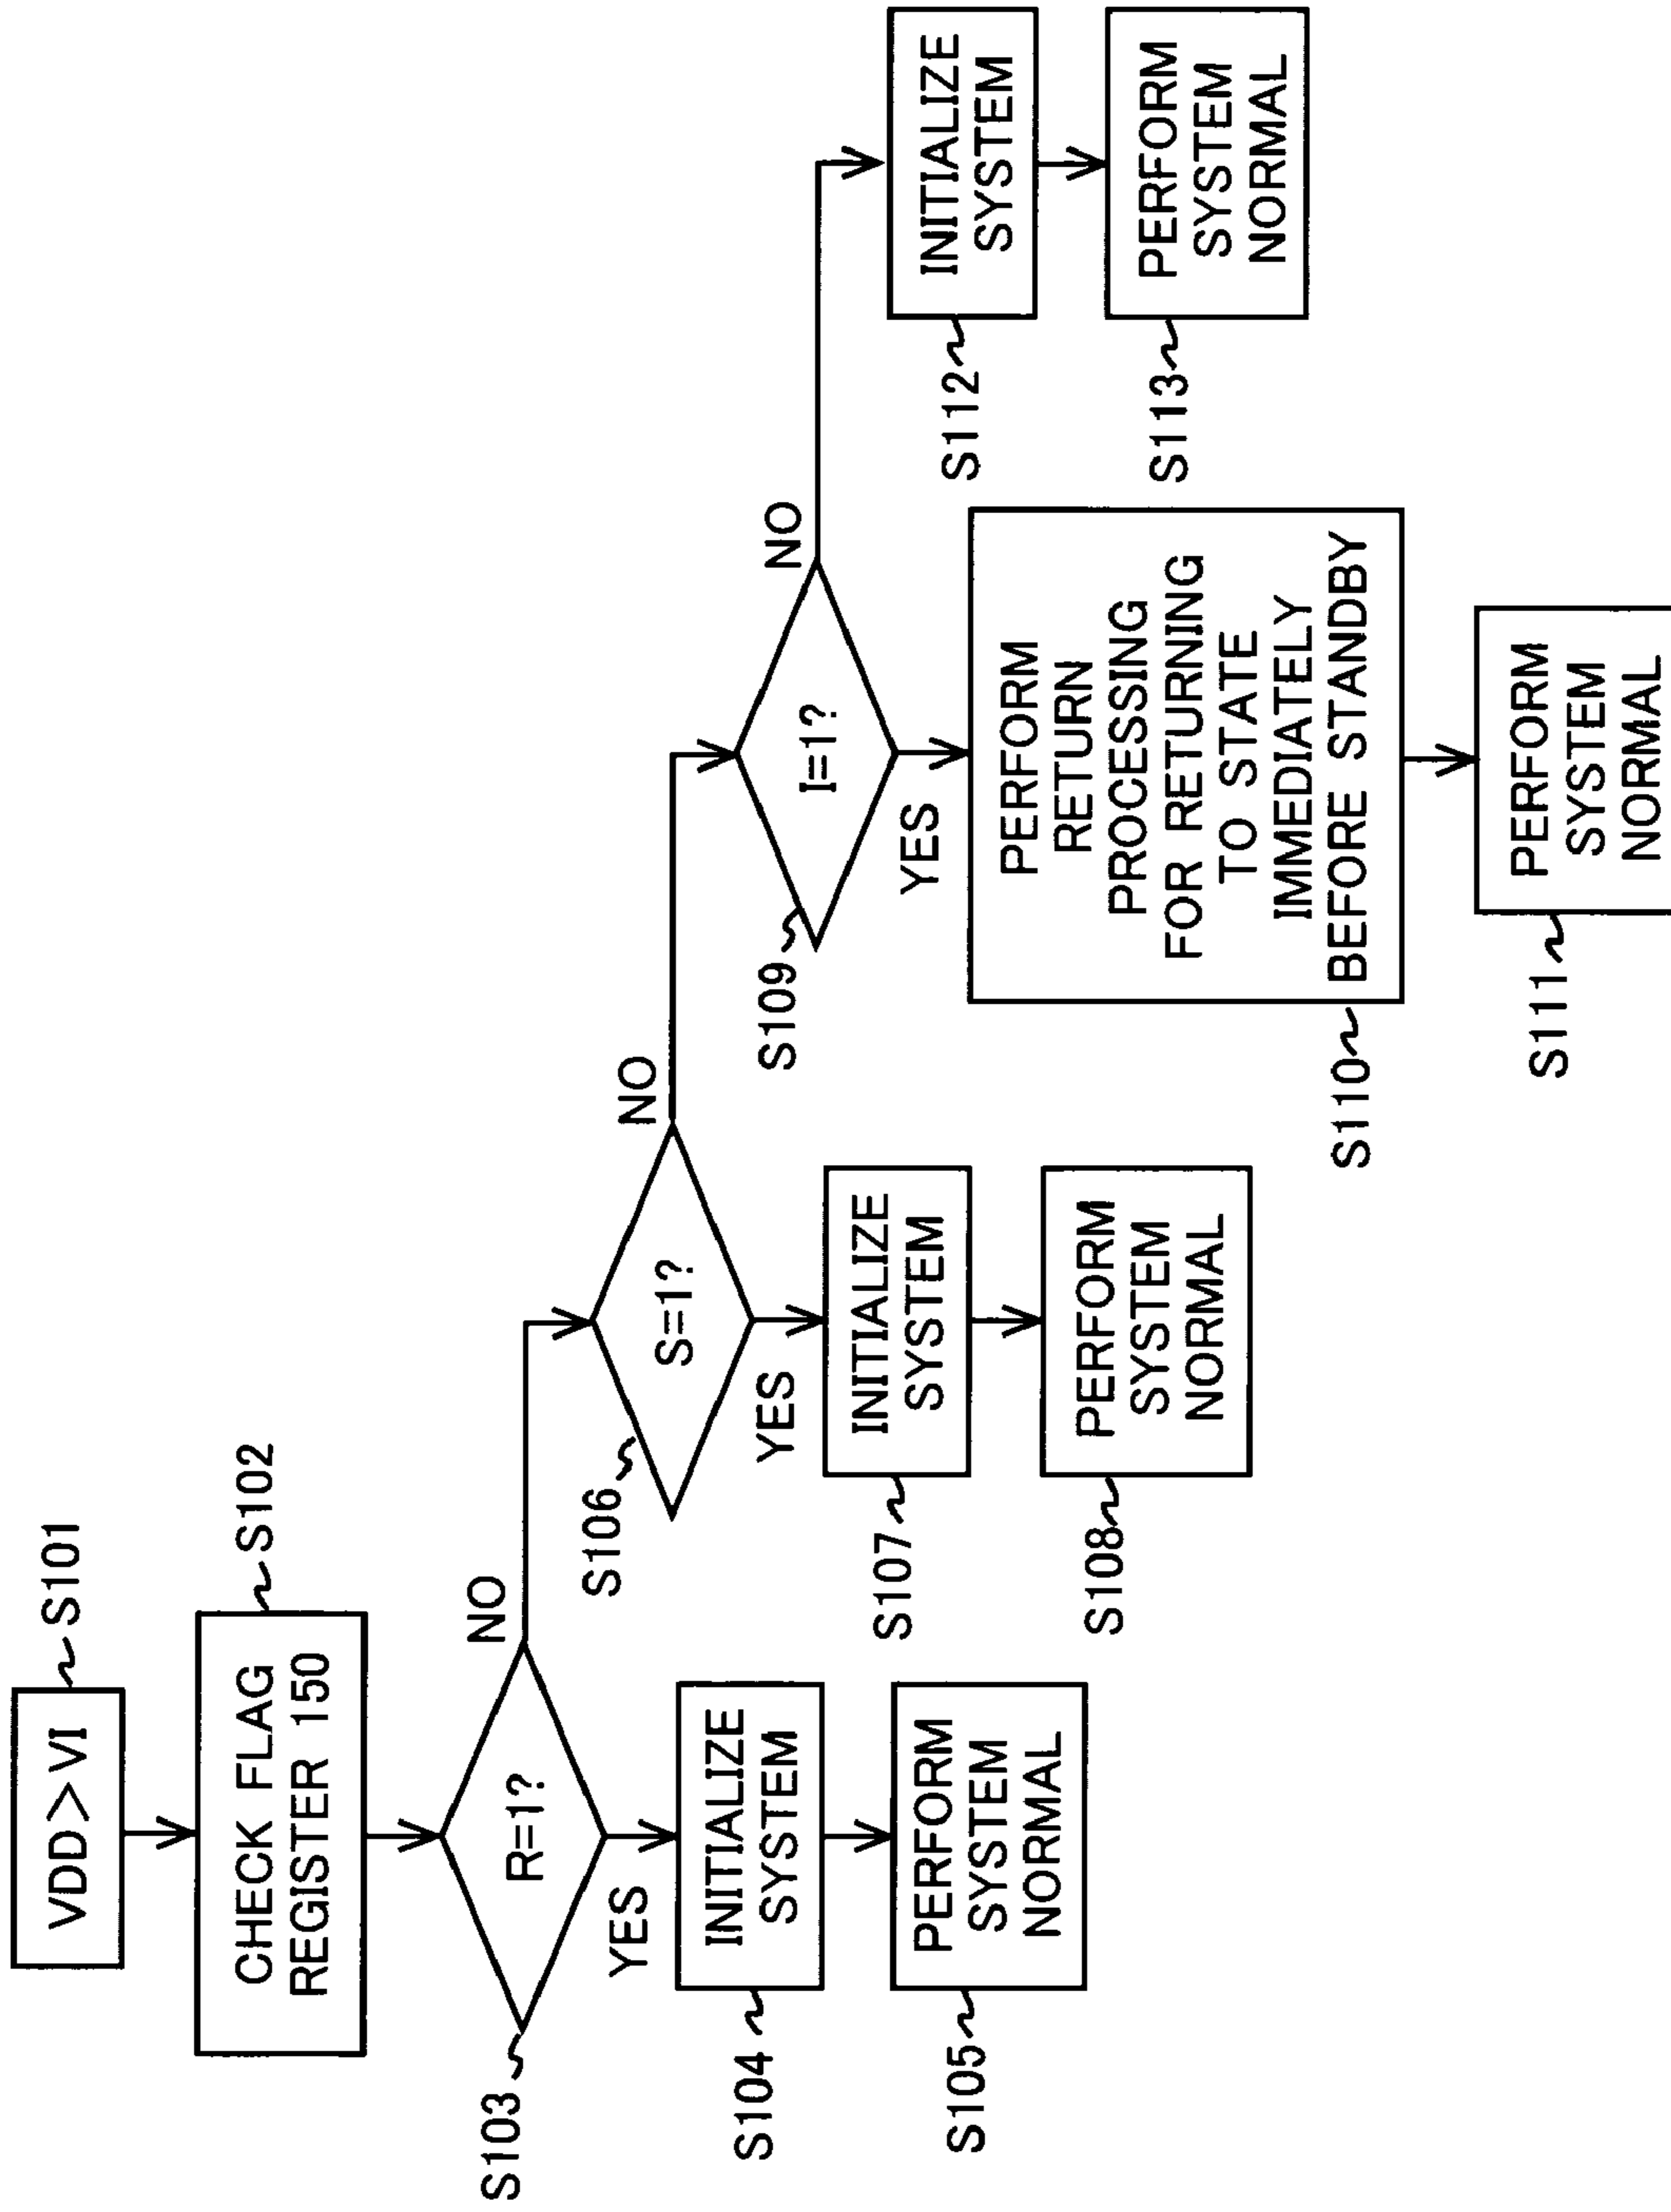 VDD>VI
S101
CHECK FLAG
REGISTER 150
S102
R=1?
S103
NO
YES
INITIALIZE
SYSTEM
S104
PERFORM
SYSTEM
NORMAL
S105
S=1?
S106
NO
YES
INITIALIZE
SYSTEM
S107
PERFORM
SYSTEM
NORMAL
S108
I=1?
S109
NO
YES
PERFORM
RETURN
PROCESSING
FOR RETURNING
TO STATE
IMMEDIATELY
BEFORE STANDBY
S110
PERFORM
SYSTEM
NORMAL
S111
INITIALIZE
SYSTEM
S112
PERFORM
SYSTEM
NORMAL
S113